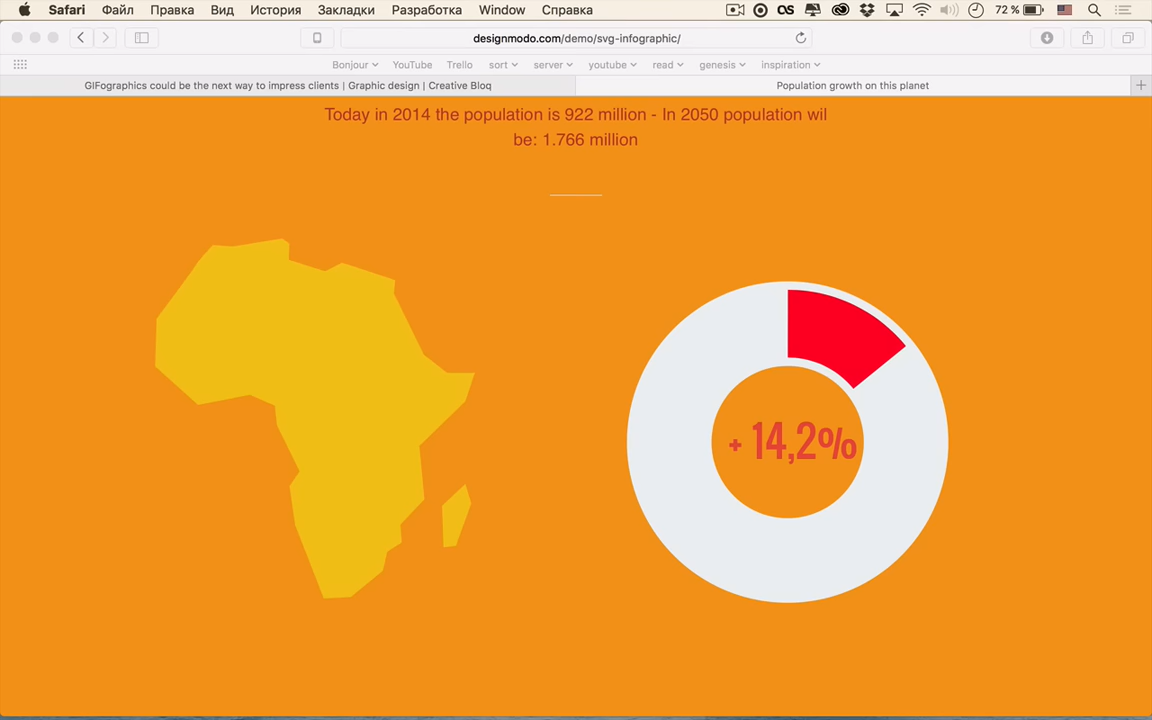 Safari Файл Правка Вид История Закладки Разработка Window Справка 72 %
designmodo.com/demo/svg-infographic/
Bonjour YouTube Trello sort server youtube read genesis inspiration
GIFographics could be the next way to impress clients | Graphic design | Creative Bloq Population growth on this planet
Today in 2014 the population is 922 million - In 2050 population wil
be: 1.766 million
+ 14,2%